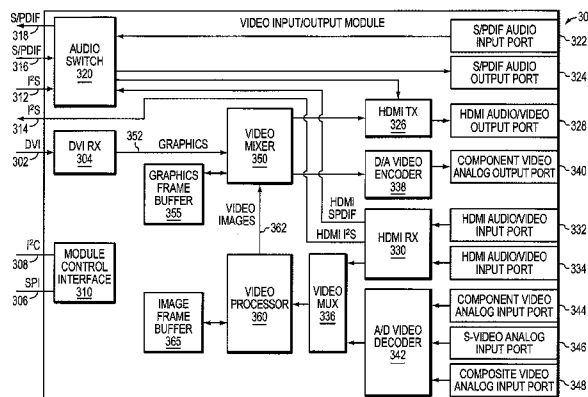 VIDEO INPUT/OUTPUT MODULE
30
S/PDIF
318
S/PDIF
316
I²S
312
I²S
314
DVI
302
I²C
308
SPI
306
AUDIO
SWITCH
320
DVI RX
304
MODULE
CONTROL
INTERFACE
310
352
GRAPHICS
GRAPHICS
FRAME
BUFFER
355
VIDEO
IMAGES
362
IMAGE FRAME
BUFFER
365
VIDEO
MIXER
350
VIDEO
PROCESSOR
360
HDMI
SPDIF
HDMI I²S
VIDEO
MUX
336
HDMI TX
326
D/A VIDEO
ENCODER
338
HDMI RX
330
A/D VIDEO
DECODER
342
S/PDIF AUDIO
INPUT PORT
322
S/PDIF AUDIO
OUTPUT PORT
324
HDMI AUDIO/VIDEO
OUTPUT PORT
328
COMPONENT VIDEO
ANALOG OUTPUT PORT
340
HDMI AUDIO/VIDEO
INPUT PORT
332
HDMI AUDIO/VIDEO
INPUT PORT
334
COMPONENT VIDEO
ANALOG INPUT PORT
344
S-VIDEO ANALOG
INPUT PORT
346
COMPOSITE VIDEO
ANALOG INPUT PORT
348